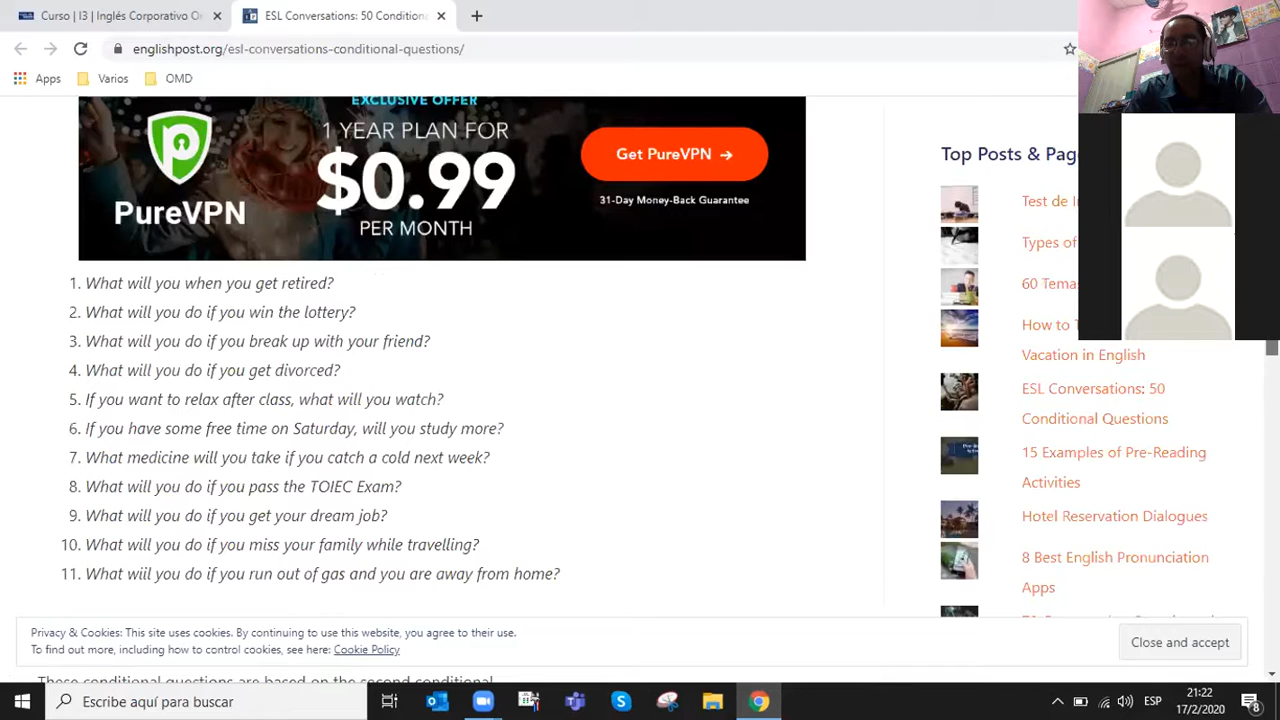 Curso | I3 | Inglés Corporativo On
ESL Conversations: 50 Condition
englishpost.org/esl-conversations-conditional-questions/
Apps
Varios
OMD
EXCLUSIVE OFFER
1 YEAR PLAN FOR
$0.99
PER MONTH
PureVPN
Get PureVPN →
31-Day Money-Back Guarantee
1. What will you when you get retired?
2. What will you do if you win the lottery?
3. What will you do if you break up with your friend?
4. What will you do if you get divorced?
5. If you want to relax after class, what will you watch?
6. If you have some free time on Saturday, will you study more?
7. What medicine will you take if you catch a cold next week?
8. What will you do if you pass the TOIEC Exam?
9. What will you do if you get your dream job?
10. What will you do if you miss your family while travelling?
11. What will you do if you run out of gas and you are away from home?
Top Posts & Pag
Test de I
Types of
60 Tema
How to T
Vacation in English
ESL Conversations: 50
Conditional Questions
15 Examples of Pre-Reading
Activities
Hotel Reservation Dialogues
8 Best English Pronunciation
Apps
Privacy & Cookies: This site uses cookies. By continuing to use this website, you agree to their use.
To find out more, including how to control cookies, see here: Cookie Policy
Close and accept
These conditional questions are based on the second conditional
Escribe aquí para buscar
ESP
21:22
17/2/2020
8